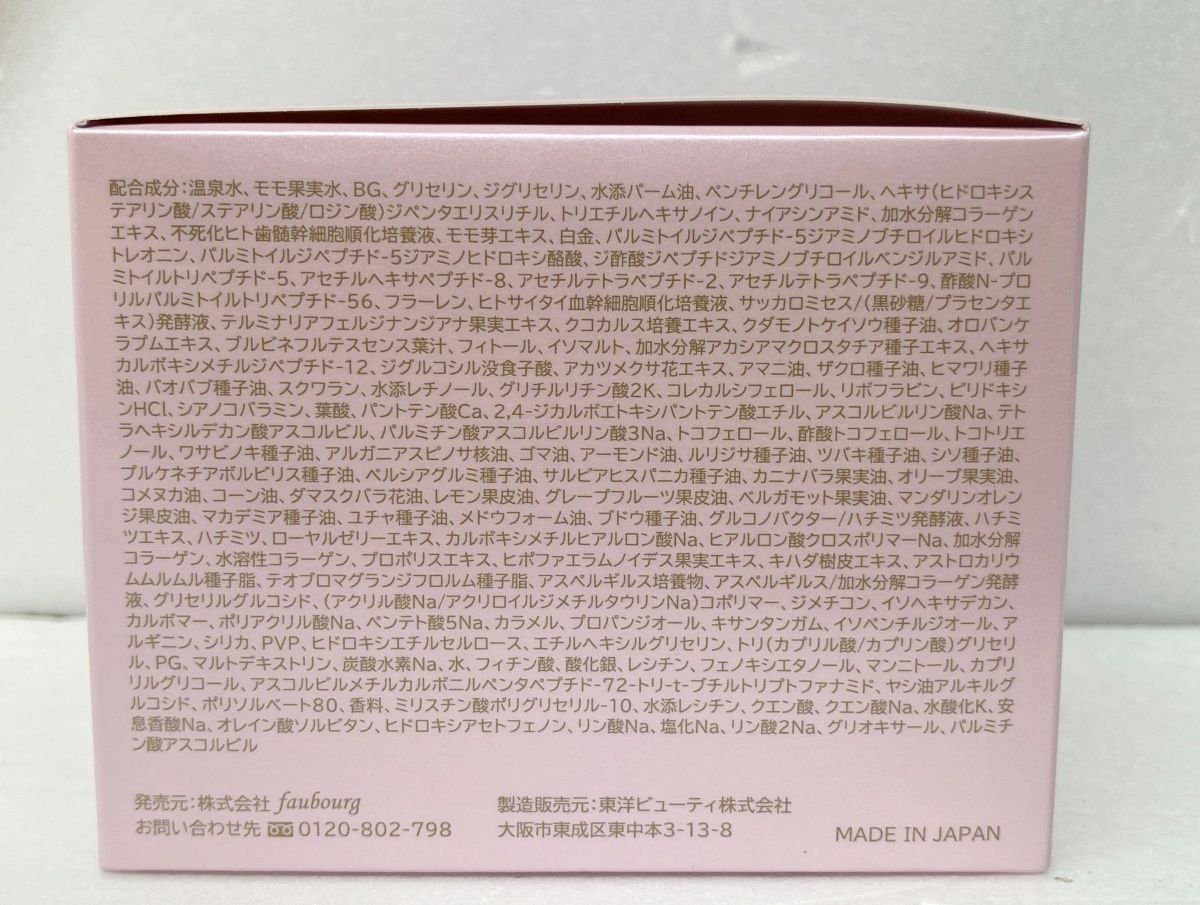 配合成分：温泉水、モモ果実水、BG、グリセリン、ジグリセリン、水添パーム油、ペンチレングリコール、ヘキサ（ヒドロキシス
テアリン酸/ステアリン酸/ロジン酸）ジペンタエリスリチル、トリエチルヘキサノイン、ナイアシンアミド、加水分解コラーゲン
エキス、不死化ヒト歯髄幹細胞順化培養液、モモ芽エキス、白金、パルミトイルジペプチド-5ジアミノブチロイルヒドロキシ
トレオニン、パルミトイルジペプチド-5ジアミノヒドロキシ酪酸、ジ酢酸ジペプチドジアミノブチロイルベンジルアミド、パル
ミトイルトリペプチド-5、アセチルヘキサペプチド-8、アセチルテトラペプチド-2、アセチルテトラペプチド-9、酢酸N-プロ
リルパルミトイルトリペプチド-56、フラーレン、ヒトサイタイ血幹細胞順化培養液、サッカロミセス/（黒砂糖/プラセンタエ
キス）発酵液、テルミナリアフェルジナンジアナ果実エキス、クコカルス培養エキス、クダモノトケイソウ種子油、オロバンケ
ラプムエキス、ブルビネフルテスセンス葉汁、フィトール、イソマルト、加水分解アカシアマクロスタチア種子エキス、ヘキサ
カルボキシメチルジペプチド-12、ジグルコシル没食子酸、アカツメクサ花エキス、アマニ油、ザクロ種子油、ヒマワリ種子
油、バオバブ種子油、スクワラン、水添レチノール、グリチルリチン酸2K、コレカルシフェロール、リボフラビン、ピリドキシ
ンHCl、シアノコバラミン、葉酸、パントテン酸Ca、2,4-ジカルボエトキシパントテン酸エチル、アスコルビルリン酸Na、テト
ラヘキシルデカン酸アスコルビル、パルミチン酸アスコルビルリン酸3Na、トコフェロール、酢酸トコフェロール、トコトリエ
ノール、ワサビノキ種子油、アルガニアスピノサ核油、ゴマ油、アーモンド油、ルリジサ種子油、ツバキ種子油、シソ種子油、
プルケネチアボルビリス種子油、ペルシアグルミ種子油、サルビアヒスパニカ種子油、カニナバラ果実油、オリーブ果実油、
コメヌカ油、コーン油、ダマスクバラ花油、レモン果皮油、グレープフルーツ果皮油、ベルガモット果実油、マンダリンオレン
ジ果皮油、マカデミア種子油、ユチャ種子油、メドウフォーム油、ブドウ種子油、グルコノバクター/ハチミツ発酵液、ハチミ
ツエキス、ハチミツ、ローヤルゼリーエキス、カルボキシメチルヒアルロン酸Na、ヒアルロン酸クロスポリマーNa、加水分解
コラーゲン、水溶性コラーゲン、プロポリスエキス、ヒポファエラムノイデス果実エキス、キハダ樹皮エキス、アストロカリウ
ムムルムル種子脂、テオブロマグランジフロルム種子脂、アスペルギルス培養物、アスペルギルス/加水分解コラーゲン発酵
液、グリセリルグルコシド、（アクリル酸Na/アクリロイルジメチルタウリンNa）コポリマー、ジメチコン、イソヘキサデカン、
カルボマー、ポリアクリル酸Na、ペンテト酸5Na、カラメル、プロパンジオール、キサンタンガム、イソペンチルジオール、ア
ルギニン、シリカ、PVP、ヒドロキシエチルセルロース、エチルヘキシルグリセリン、トリ（カプリル酸/カプリン酸）グリセリ
ル、PG、マルトデキストリン、炭酸水素Na、水、フィチン酸、酸化銀、レシチン、フェノキシエタノール、マンニトール、カプリ
リルグリコール、アスコルビルメチルカルボニルペンタペプチド-72-トリ-t-ブチルトリプトファナミド、ヤシ油アルキルグ
ルコシド、ポリソルベート80、香料、ミリスチン酸ポリグリセリル-10、水添レシチン、クエン酸、クエン酸Na、水酸化K、安
息香酸Na、オレイン酸ソルビタン、ヒドロキシアセトフェノン、リン酸Na、塩化Na、リン酸2Na、グリオキサール、パルミチ
ン酸アスコルビル
発売元：株式会社 faubourg
お問い合わせ先 0120-802-798
製造販売元：東洋ビューティ株式会社
大阪市東成区東中本3-13-8
MADE IN JAPAN